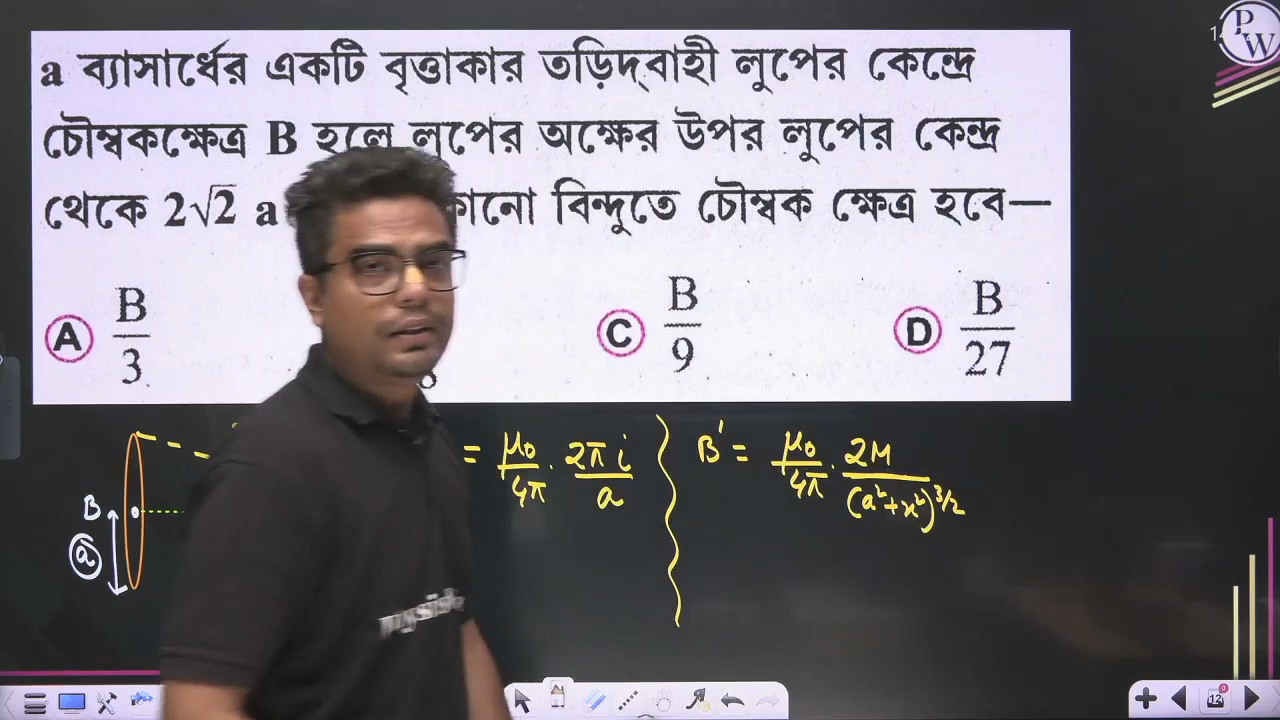 a ব্যাসার্ধের একটি বৃত্তাকার তড়িদ্‌বাহী লুপের কেন্দ্রে
চৌম্বকক্ষেত্র B হলে লুপের অক্ষের উপর লুপের কেন্দ্র
থেকে 2√2 a বিন্দুতে চৌম্বক ক্ষেত্র হবে—
A B/3
C B/9
D B/27
= μ₀/4π · 2πi/a
B' = μ₀/4π · 2M/(a²+x²)^3/2
B
a
PW
12